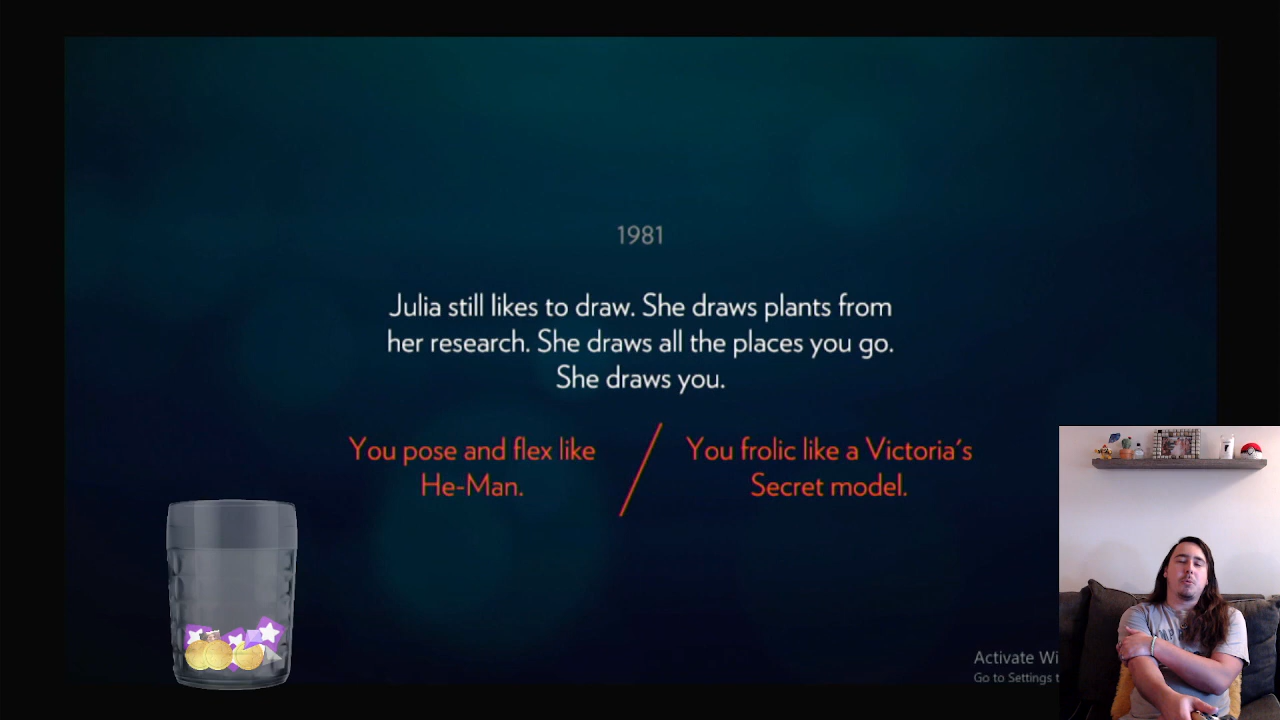 1981
Julia still likes to draw. She draws plants from
her research. She draws all the places you go.
She draws you.
You pose and flex like
He-Man.
You frolic like a Victoria's
Secret model.
Activate Wi
Go to Settings t